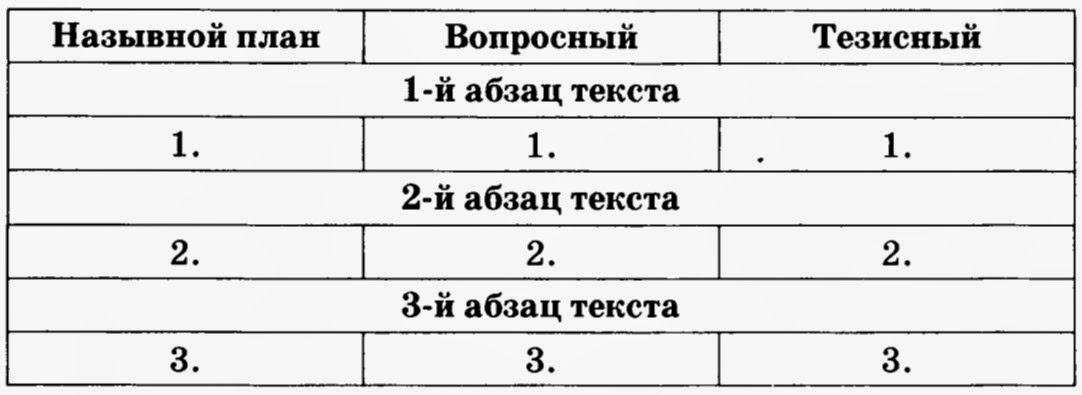 Назывной план Вопросный Тезисный
1-й абзац текста
1. 1. 1.
2-й абзац текста
2. 2. 2.
3-й абзац текста
3. 3. 3.